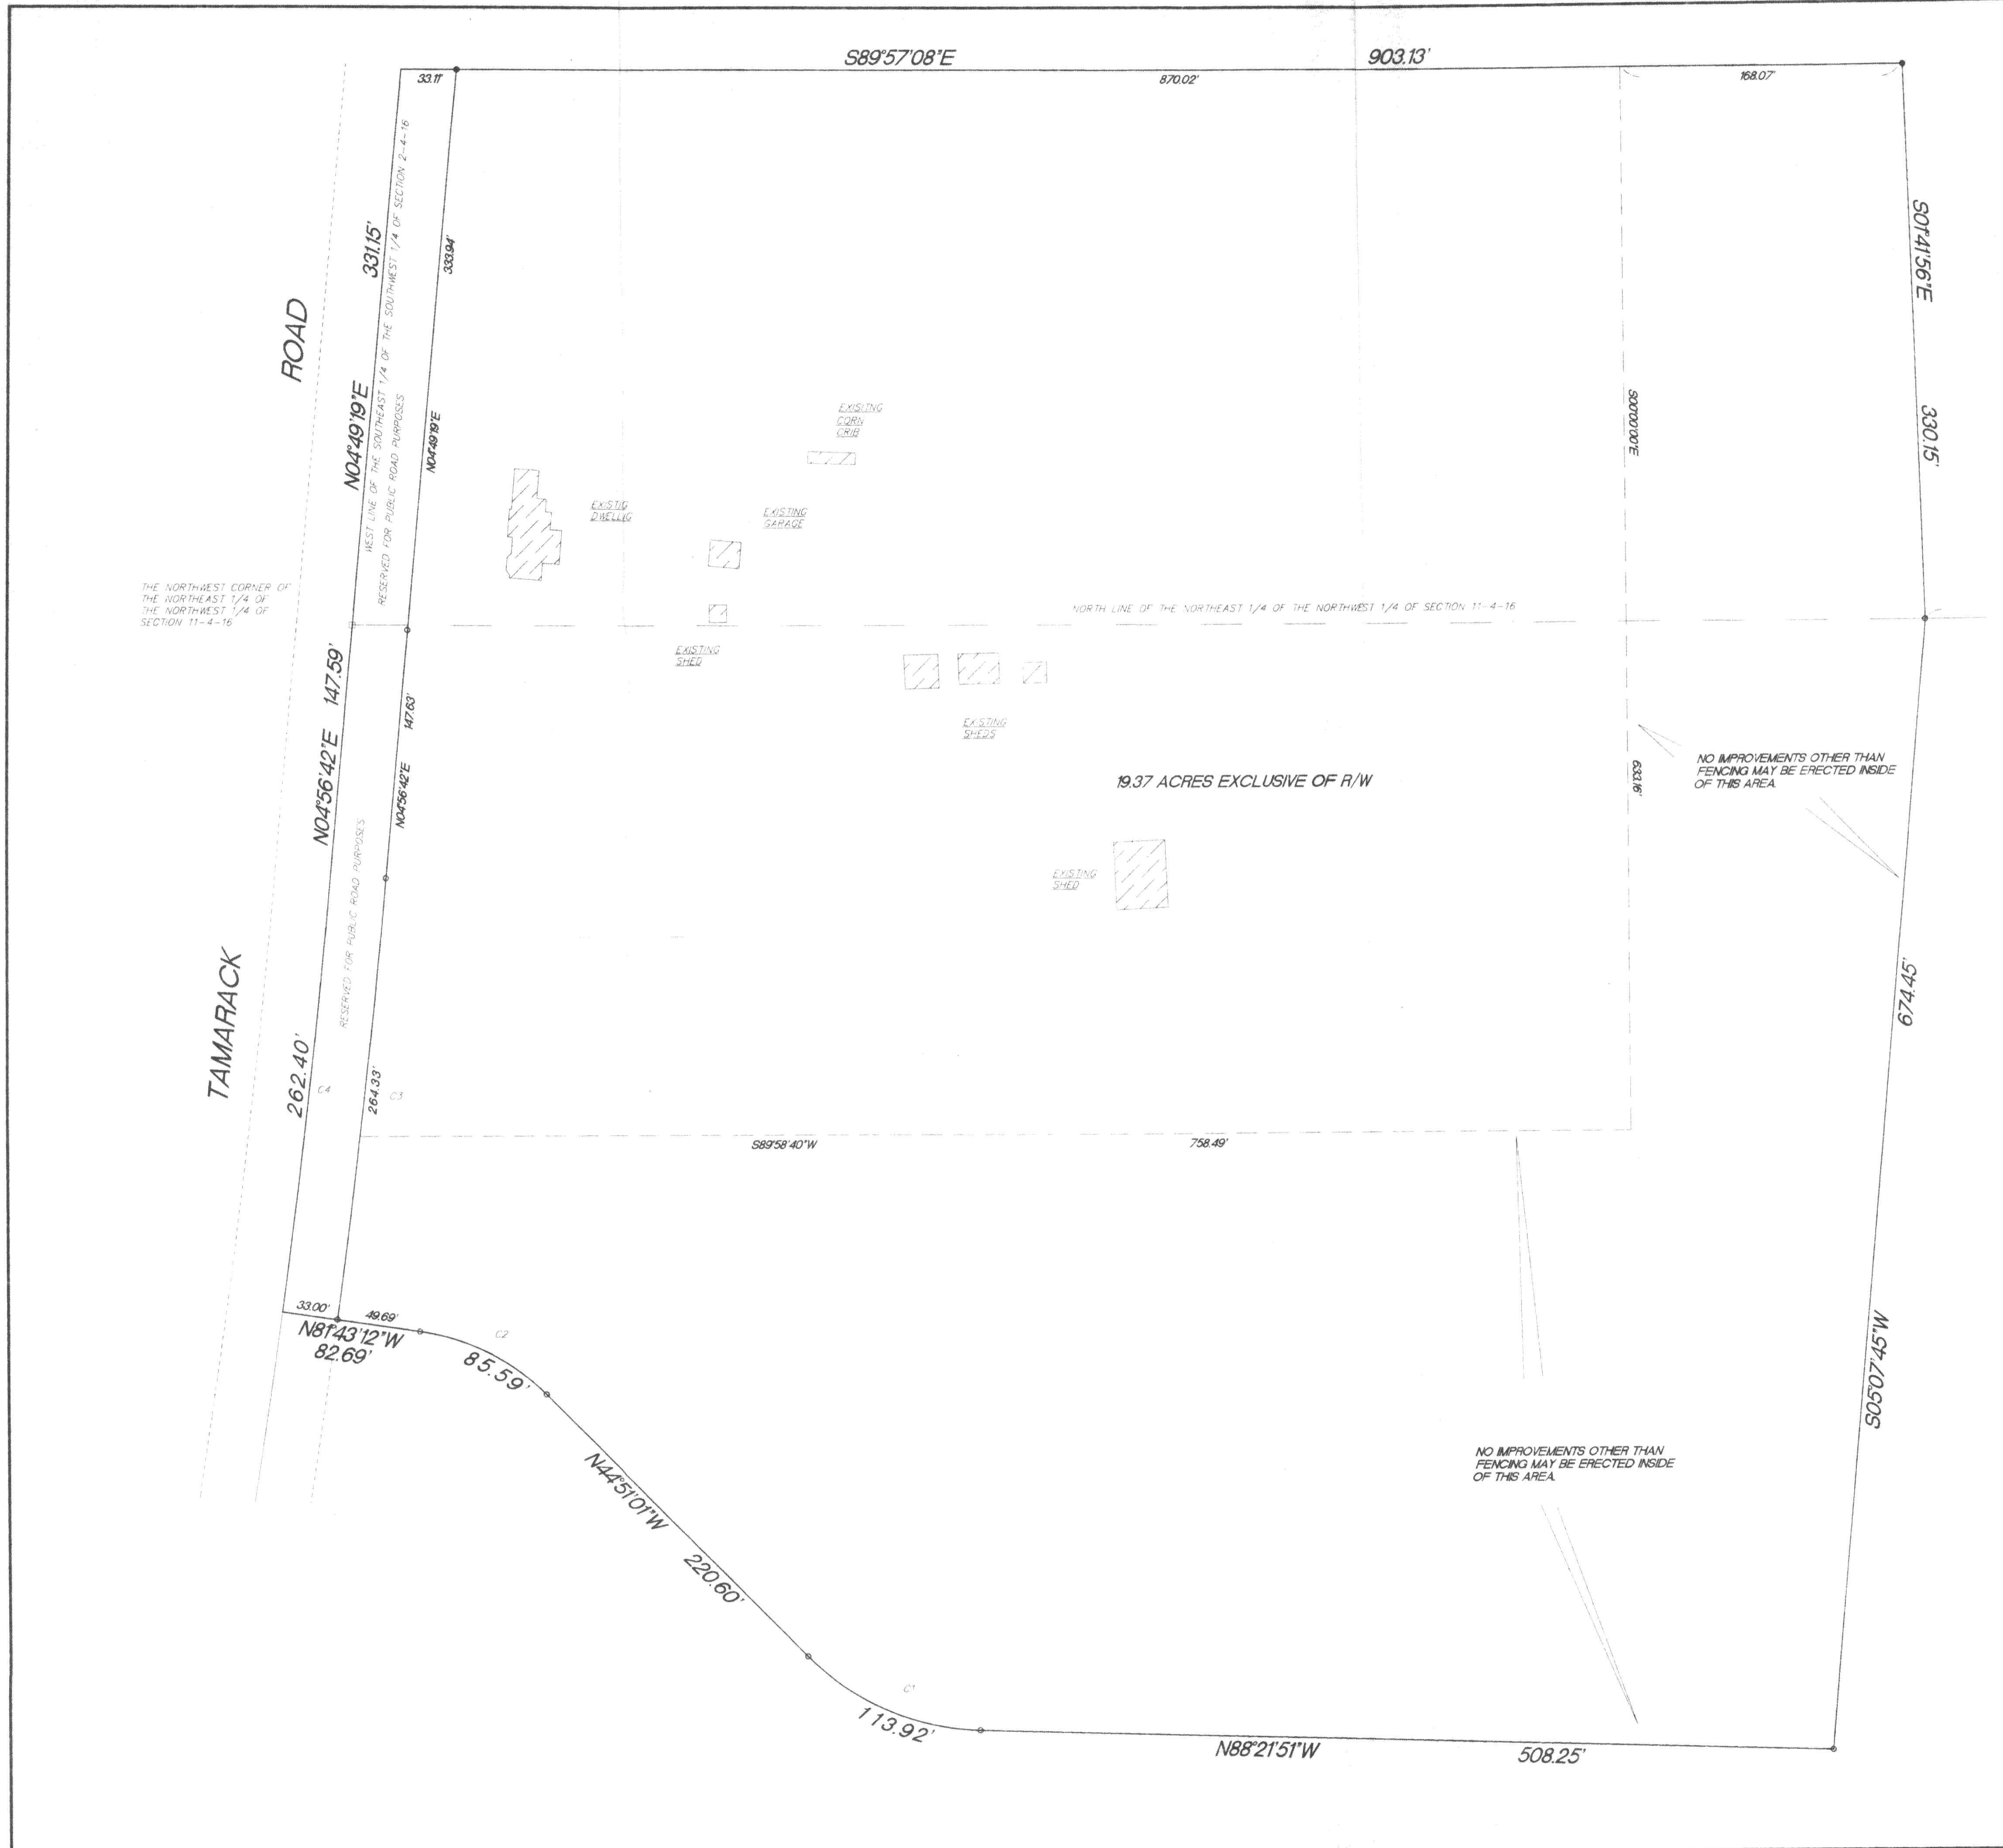 S89°57'08"E
903.13'
33.11'
870.02'
168.07'
331.15'
N04°49'19"E
WEST LINE OF THE SOUTHEAST 1/4 OF THE SOUTHWEST 1/4 OF SECTION 2-4-16
RESERVED FOR PUBLIC ROAD PURPOSES
333.94'
N04°49'19"E
S01°41'56"E
330.15'
ROAD
EXISITNG
CORN
CRIB
EXISTIG
DWELLIG
EXISTING
GARAGE
S00°00'00"E
THE NORTHWEST CORNER OF
THE NORTHEAST 1/4 OF
THE NORTHWEST 1/4 OF
SECTION 11-4-16
NORTH LINE OF THE NORTHEAST 1/4 OF THE NORTHWEST 1/4 OF SECTION 11-4-16
EXISTING
SHED
N04°56'42"E 147.59'
N04°56'42"E 147.63'
EXISTING
SHEDS
19.37 ACRES EXCLUSIVE OF R/W
633.16'
NO IMPROVEMENTS OTHER THAN
FENCING MAY BE ERECTED INSIDE
OF THIS AREA.
EXISTING
SHED
RESERVED FOR PUBLIC ROAD PURPOSES
TAMARACK
262.40'
C4
264.33'
C3
674.45'
S05°07'45"W
S89°58'40"W
758.49'
33.00'
49.69'
N81°43'12"W
82.69'
C2
85.59'
N44°51'01"W
220.60'
NO IMPROVEMENTS OTHER THAN
FENCING MAY BE ERECTED INSIDE
OF THIS AREA.
C1
113.92'
N88°21'51"W
508.25'